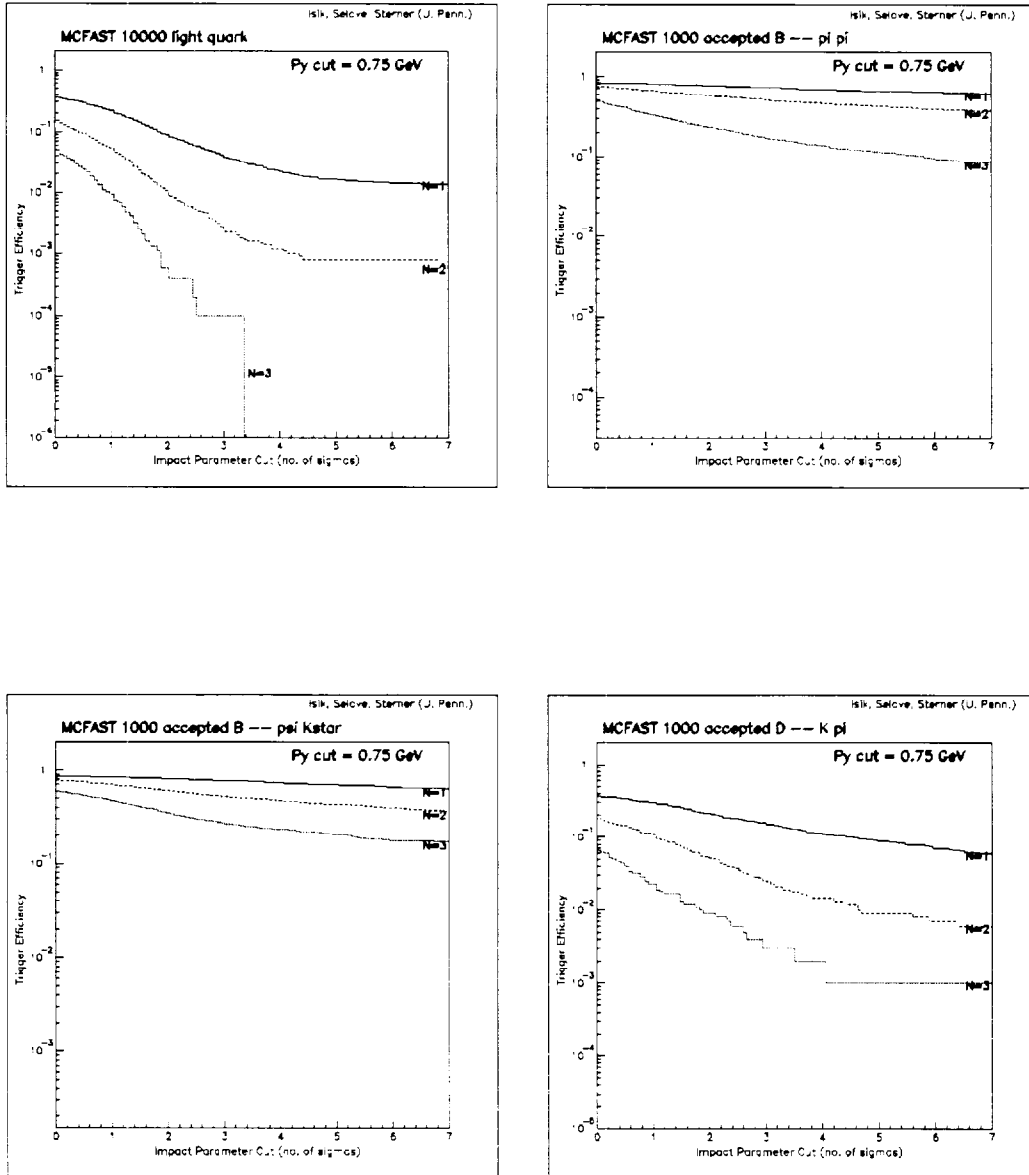 Isik, Selove, Sterner (U. Penn.)
MCFAST 10000 light quark
Py cut = 0.75 GeV
Trigger Efficiency
1
10^-1
10^-2
10^-3
10^-4
10^-5
10^-6
N=1
N=2
N=3
0 1 2 3 4 5 6 7
Impact Parameter Cut (no. of sigmas)
Isik, Selove, Sterner (U. Penn.)
MCFAST 1000 accepted B -- pi pi
Py cut = 0.75 GeV
Trigger Efficiency
1
10^-1
10^-2
10^-3
10^-4
N=1
N=2
N=3
0 1 2 3 4 5 6 7
Impact Parameter Cut (no. of sigmas)
Isik, Selove, Sterner (U. Penn.)
MCFAST 1000 accepted B -- psi Kstar
Py cut = 0.75 GeV
Trigger Efficiency
1
10^-1
10^-2
10^-3
N=1
N=2
N=3
0 1 2 3 4 5 6 7
Impact Parameter Cut (no. of sigmas)
Isik, Selove, Sterner (U. Penn.)
MCFAST 1000 accepted D -- K pi
Py cut = 0.75 GeV
Trigger Efficiency
1
10^-1
10^-2
10^-3
10^-4
10^-5
N=1
N=2
N=3
0 1 2 3 4 5 6 7
Impact Parameter Cut (no. of sigmas)